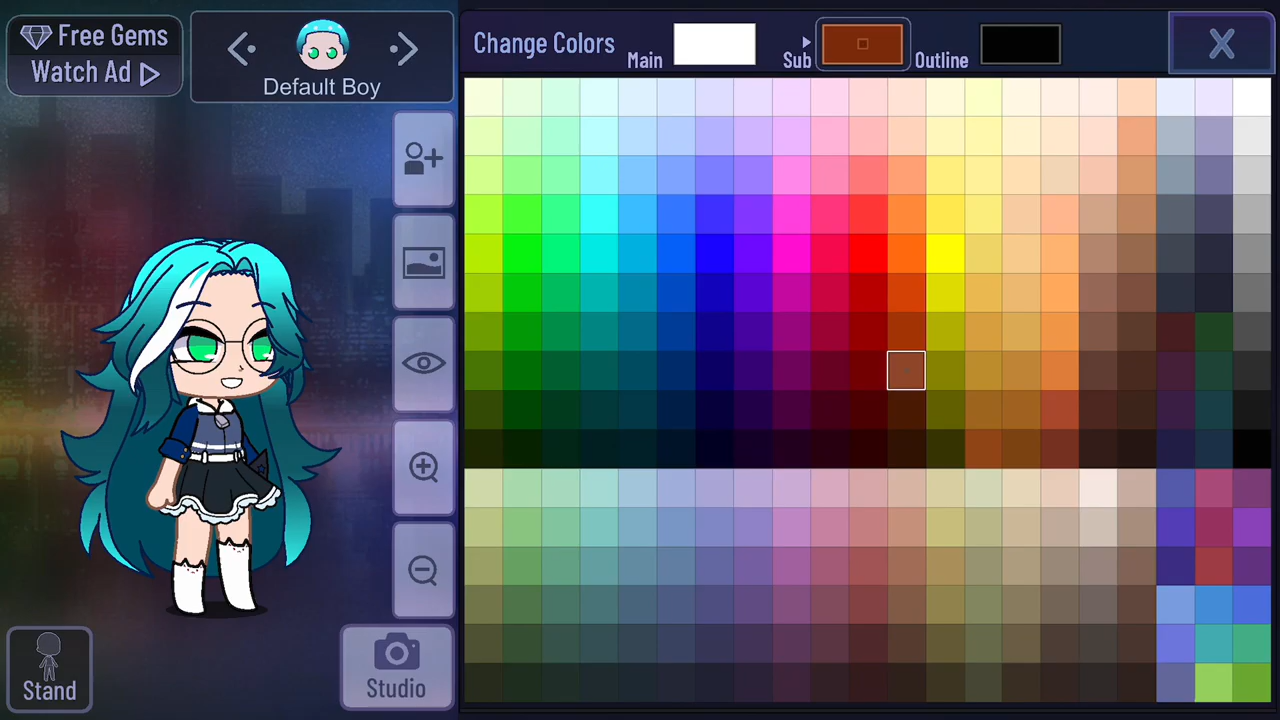 Free Gems
Watch Ad
Default Boy
Change Colors
Main
Sub
Outline
X
Stand
Studio